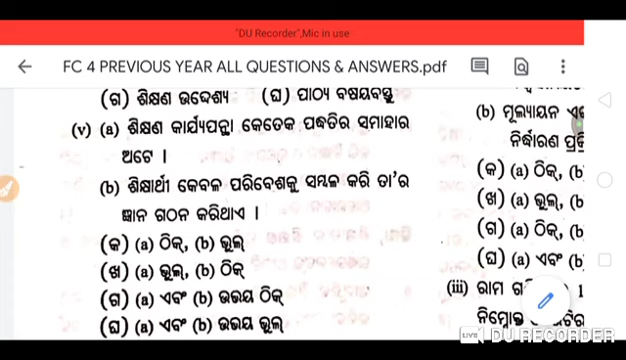 "DU Recorder",Mic in use
FC 4 PREVIOUS YEAR ALL QUESTIONS & ANSWERS.pdf
(ଗ) ଶିକ୍ଷଣ ଉଦ୍ଦେଶ୍ୟ (ଘ) ପାଠ୍ୟ ବିଷୟବସ୍ତୁ
(v) (a) ଶିକ୍ଷଣ କାର୍ଯ୍ୟପନ୍ଥା କେତେକ ପଦ୍ଧତିର ସମାହାର
ଅଟେ ।
(b) ଶିକ୍ଷାର୍ଥୀ କେବଳ ପରିବେଶକୁ ସମ୍ବଳ କରି ତା'ର
ଜ୍ଞାନ ଗଠନ କରିଥାଏ ।
(କ) (a) ଠିକ୍, (b) ଭୁଲ୍
(ଖ) (a) ଭୁଲ୍, (b) ଠିକ୍
(ଗ) (a) ଏବଂ (b) ଉଭୟ ଠିକ୍
(ଘ) (a) ଏବଂ (b) ଉଭୟ ଭୁଲ୍
(b) ମୂଲ୍ୟାୟନ
ନିର୍ଦ୍ଧାରଣ
(କ) (a) ଠିକ୍, (b
(ଖ) (a) ଭୁଲ୍, (b
(ଗ) (a) ଠିକ୍, (b
(ଘ) (a) ଏବଂ (b
(iii) ରାମ
ନିମ୍ନୋକ୍ତ
LIVE DU RECORDER